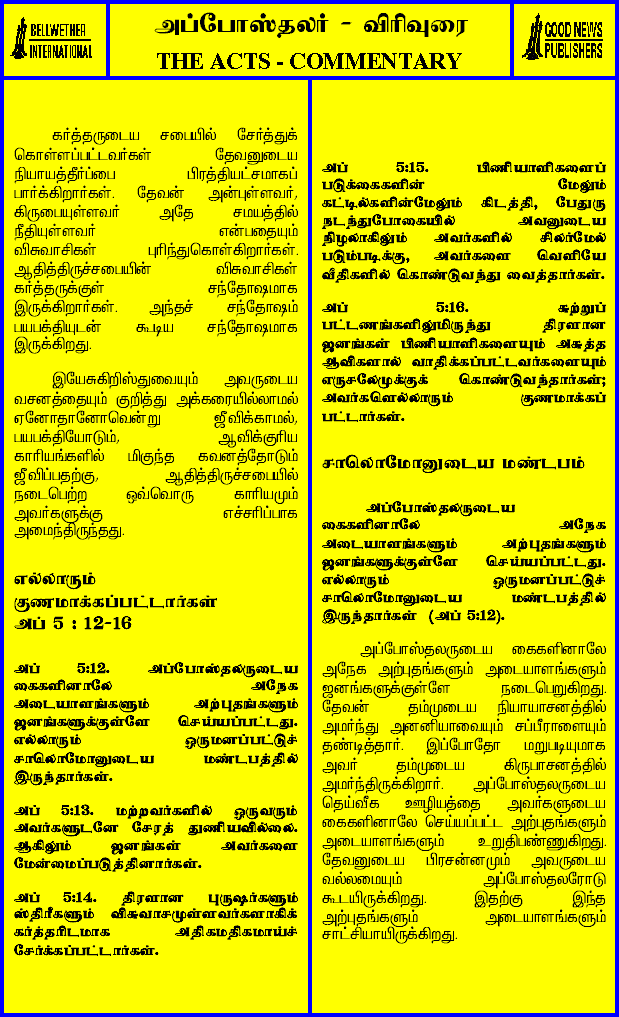 BELLWETHER
INTERNATIONAL
அப்போஸ்தலர் - விரிவுரை
THE ACTS - COMMENTARY
GOOD NEWS
PUBLISHERS
கர்த்தருடைய சபையில் சேர்த்துக்
கொள்ளப்பட்டவர்கள் தேவனுடைய
நியாயத்தீர்ப்பை பிரத்தியட்சமாகப்
பார்க்கிறார்கள். தேவன் அன்புள்ளவர்,
கிருபையுள்ளவர் அதே சமயத்தில்
நீதியுள்ளவர் என்பதையும்
விசுவாசிகள் புரிந்துகொள்கிறார்கள்.
ஆதித்திருச்சபையின் விசுவாசிகள்
கர்த்தருக்குள் சந்தோஷமாக
இருக்கிறார்கள். அந்தச் சந்தோஷம்
பயபக்தியுடன் கூடிய சந்தோஷமாக
இருக்கிறது.
இயேசுகிறிஸ்துவையும் அவருடைய
வசனத்தையும் குறித்து அக்கரையில்லாமல்
ஏனோதானோவென்று ஜீவிக்காமல்,
பயபக்தியோடும், ஆவிக்குரிய
காரியங்களில் மிகுந்த கவனத்தோடும்
ஜீவிப்பதற்கு, ஆதித்திருச்சபையில்
நடைபெற்ற ஒவ்வொரு காரியமும்
அவர்களுக்கு எச்சரிப்பாக
அமைந்திருந்தது.
எல்லாரும்
குணமாக்கப்பட்டார்கள்
அப் 5 : 12-16
அப் 5:12. அப்போஸ்தலருடைய
கைகளினாலே அநேக
அடையாளங்களும் அற்புதங்களும்
ஜனங்களுக்குள்ளே செய்யப்பட்டது.
எல்லாரும் ஒருமனப்பட்டுச்
சாலொமோனுடைய மண்டபத்தில்
இருந்தார்கள்.
அப் 5:13. மற்றவர்களில் ஒருவரும்
அவர்களுடனே சேரத் துணியவில்லை.
ஆகிலும் ஜனங்கள் அவர்களை
மேன்மைப்படுத்தினார்கள்.
அப் 5:14. திரளான புருஷர்களும்
ஸ்திரீகளும் விசுவாசமுள்ளவர்களாகிக்
கர்த்தரிடமாக அதிகமதிகமாய்ச்
சேர்க்கப்பட்டார்கள்.
அப் 5:15. பிணியாளிகளைப்
படுக்கைகளின் மேலும்
கட்டில்களின்மேலும் கிடத்தி, பேதுரு
நடந்துபோகையில் அவனுடைய
நிழலாகிலும் அவர்களில் சிலர்மேல்
படும்படிக்கு, அவர்களை வெளியே
வீதிகளில் கொண்டுவந்து வைத்தார்கள்.
அப் 5:16. சுற்றுப்
பட்டணங்களிலுமிருந்து திரளான
ஜனங்கள் பிணியாளிகளையும் அசுத்த
ஆவிகளால் வாதிக்கப்பட்டவர்களையும்
எருசலேமுக்குக் கொண்டுவந்தார்கள்;
அவர்களெல்லாரும் குணமாக்கப்
பட்டார்கள்.
சாலொமோனுடைய மண்டபம்
அப்போஸ்தலருடைய
கைகளினாலே அநேக
அடையாளங்களும் அற்புதங்களும்
ஜனங்களுக்குள்ளே செய்யப்பட்டது.
எல்லாரும் ஒருமனப்பட்டுச்
சாலொமோனுடைய மண்டபத்தில்
இருந்தார்கள் (அப் 5:12).
அப்போஸ்தலருடைய கைகளினாலே
அநேக அற்புதங்களும் அடையாளங்களும்
ஜனங்களுக்குள்ளே நடைபெறுகிறது.
தேவன் தம்முடைய நியாயாசனத்தில்
அமர்ந்து அனனியாவையும் சப்பீராளையும்
தண்டித்தார். இப்போதோ மறுபடியுமாக
அவர் தம்முடைய கிருபாசனத்தில்
அமர்ந்திருக்கிறார். அப்போஸ்தலருடைய
தெய்வீக ஊழியத்தை அவர்களுடைய
கைகளினாலே செய்யப்பட்ட அற்புதங்களும்
அடையாளங்களும் உறுதிபண்ணுகிறது.
தேவனுடைய பிரசன்னமும் அவருடைய
வல்லமையும் அப்போஸ்தலரோடு
கூடயிருக்கிறது. இதற்கு இந்த
அற்புதங்களும் அடையாளங்களும்
சாட்சியாயிருக்கிறது.